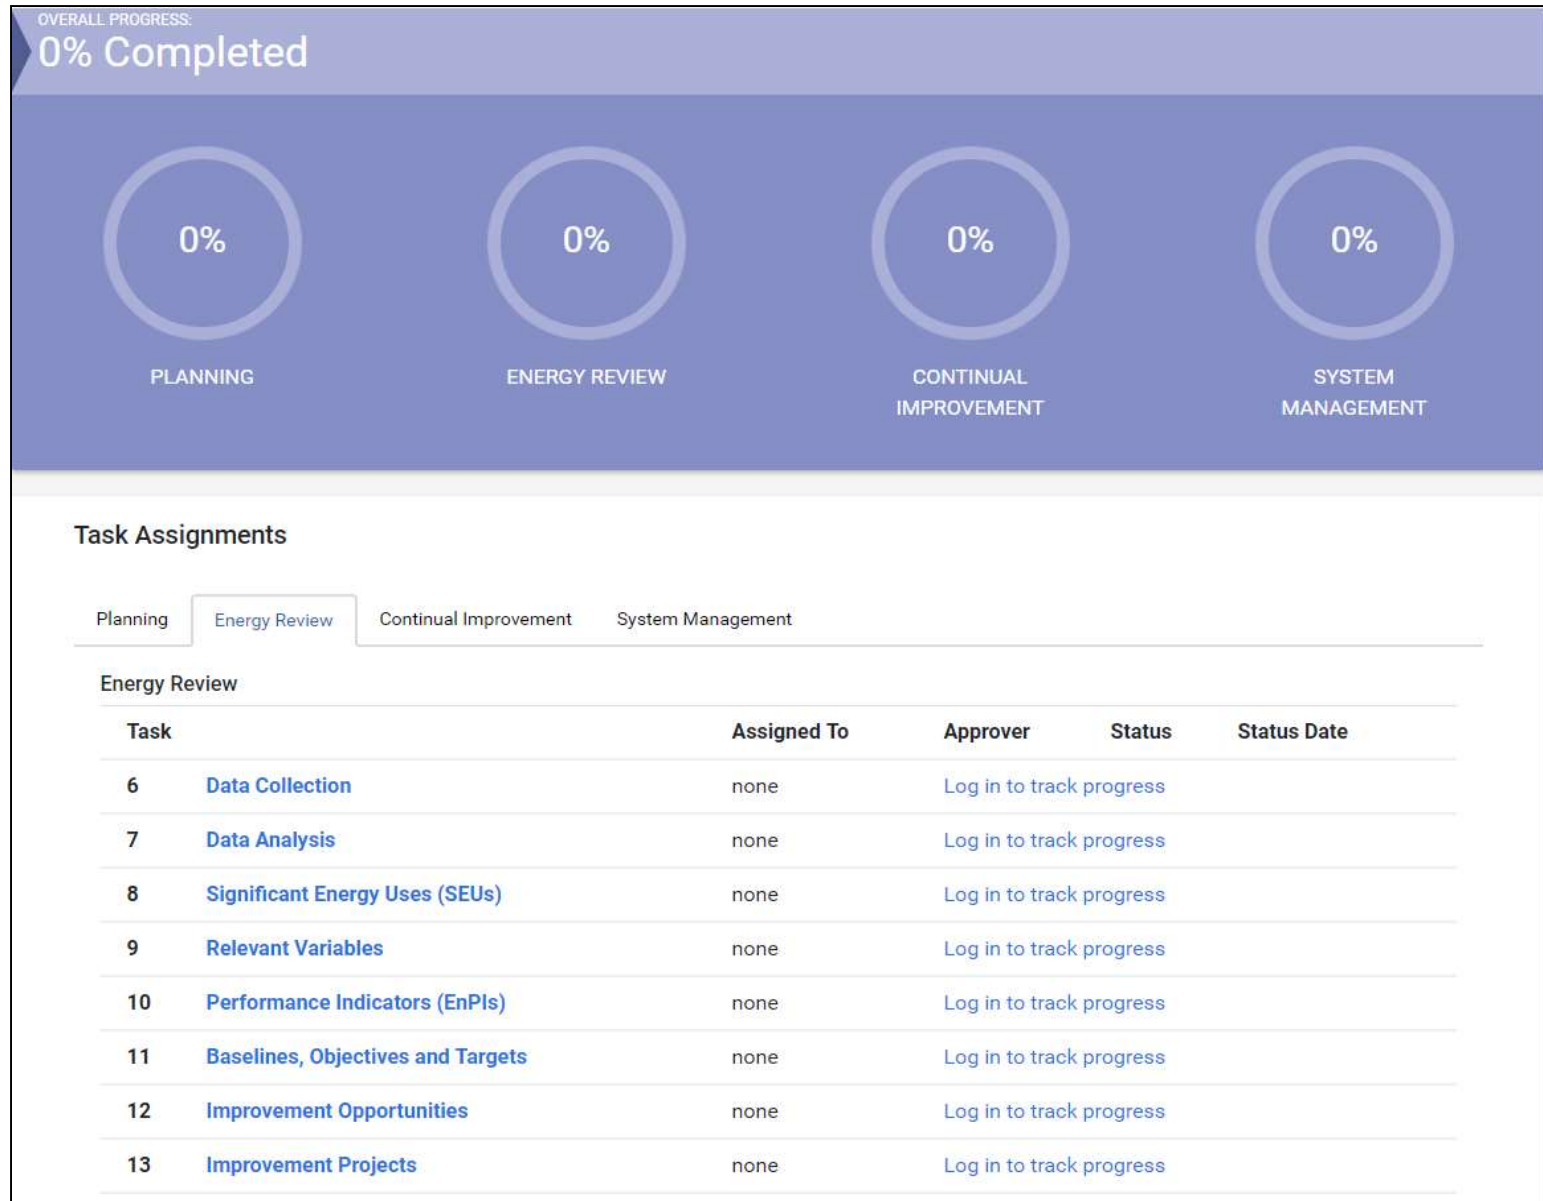 OVERALL PROGRESS:
0% Completed
0% 0% 0% 0%
PLANNING ENERGY REVIEW CONTINUAL IMPROVEMENT SYSTEM MANAGEMENT
Task Assignments
Planning Energy Review Continual Improvement System Management
Energy Review
Task Assigned To Approver Status Status Date
6 Data Collection none Log in to track progress
7 Data Analysis none Log in to track progress
8 Significant Energy Uses (SEUs) none Log in to track progress
9 Relevant Variables none Log in to track progress
10 Performance Indicators (EnPIs) none Log in to track progress
11 Baselines, Objectives and Targets none Log in to track progress
12 Improvement Opportunities none Log in to track progress
13 Improvement Projects none Log in to track progress